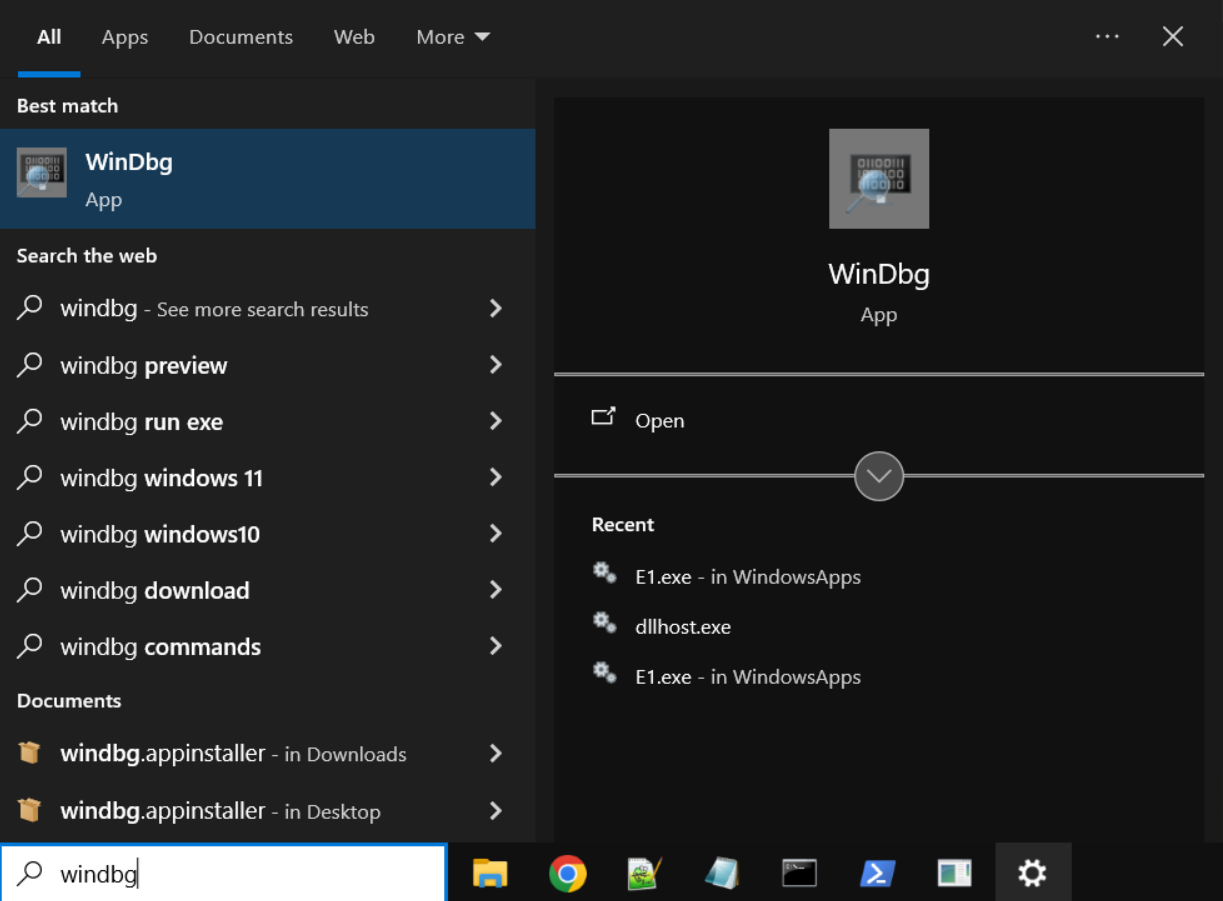 All Apps Documents Web More
Best match
WinDbg
App
Search the web
windbg - See more search results
windbg preview
windbg run exe
windbg windows 11
windbg windows10
windbg download
windbg commands
Documents
windbg.appinstaller - in Downloads
windbg.appinstaller - in Desktop
windbg
WinDbg
App
Open
Recent
E1.exe - in WindowsApps
dllhost.exe
E1.exe - in WindowsApps